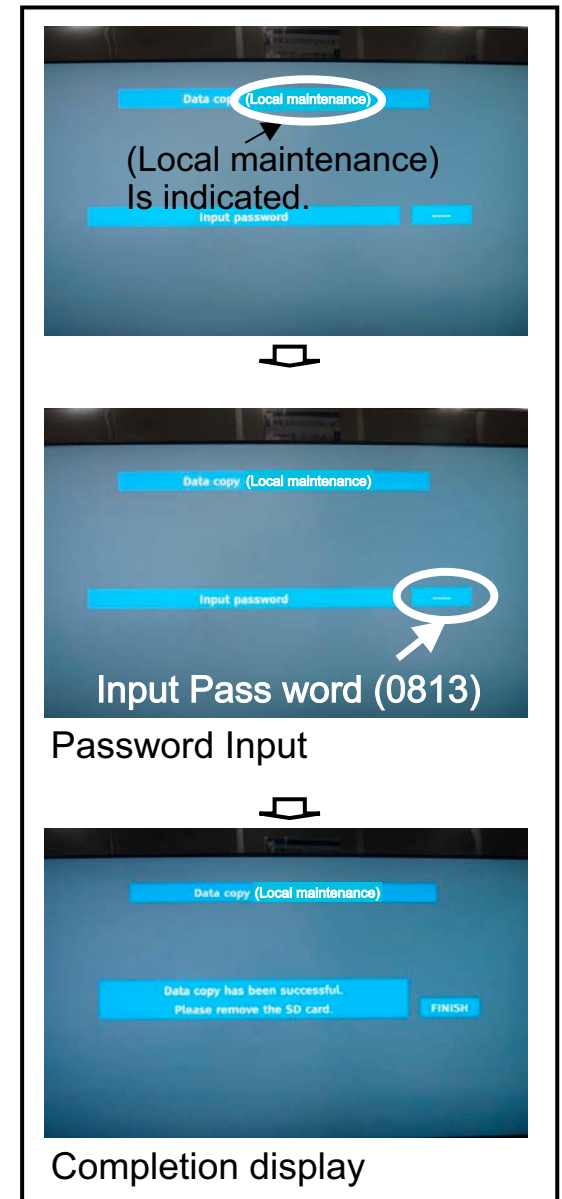 Data cop (Local maintenance)
(Local maintenance)
Is indicated.
Input password
Data copy (Local maintenance)
Input password
Input Pass word (0813)
Password Input
Data copy (Local maintenance)
Data copy has been successful.
Please remove the SD card.
FINISH
Completion display